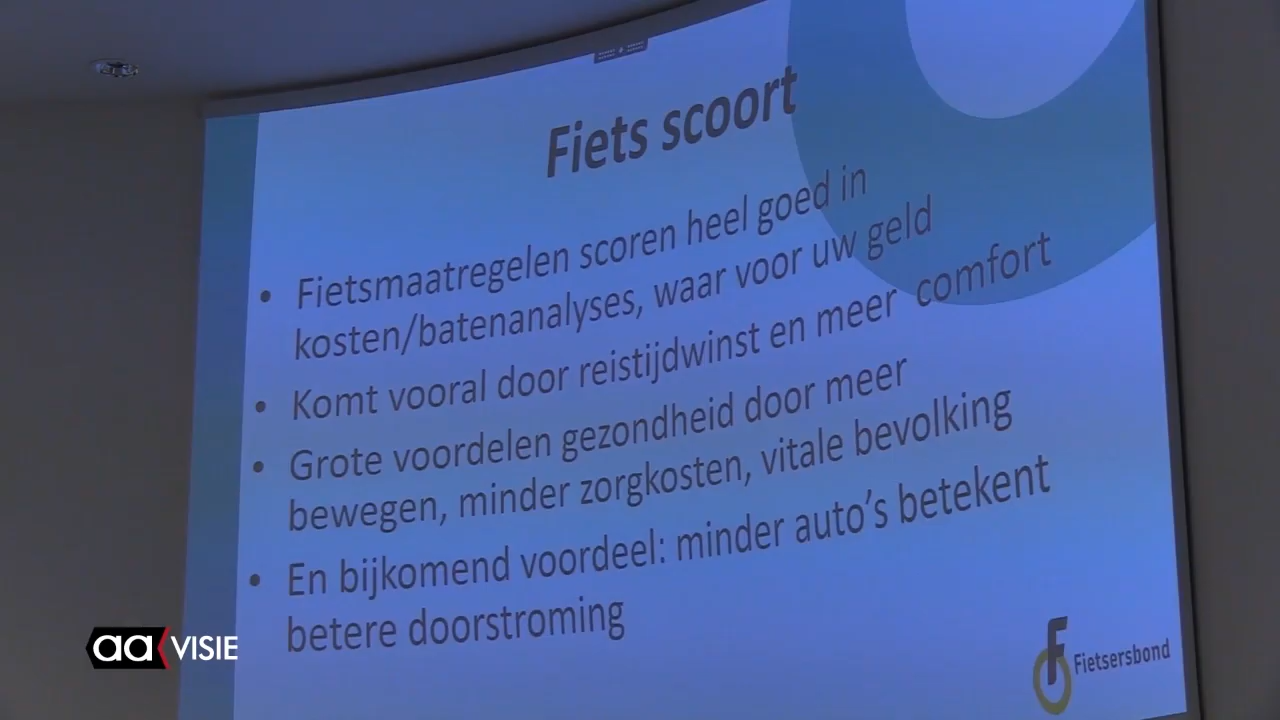 Fiets scoort
• Fietsmaatregelen scoren heel goed in
kosten/batenanalyses, waar voor uw geld
• Komt vooral door reistijdwinst en meer comfort
• Grote voordelen gezondheid door meer
bewegen, minder zorgkosten, vitale bevolking
• En bijkomend voordeel: minder auto's betekent
betere doorstroming
F Fietsersbond
aa VISIE